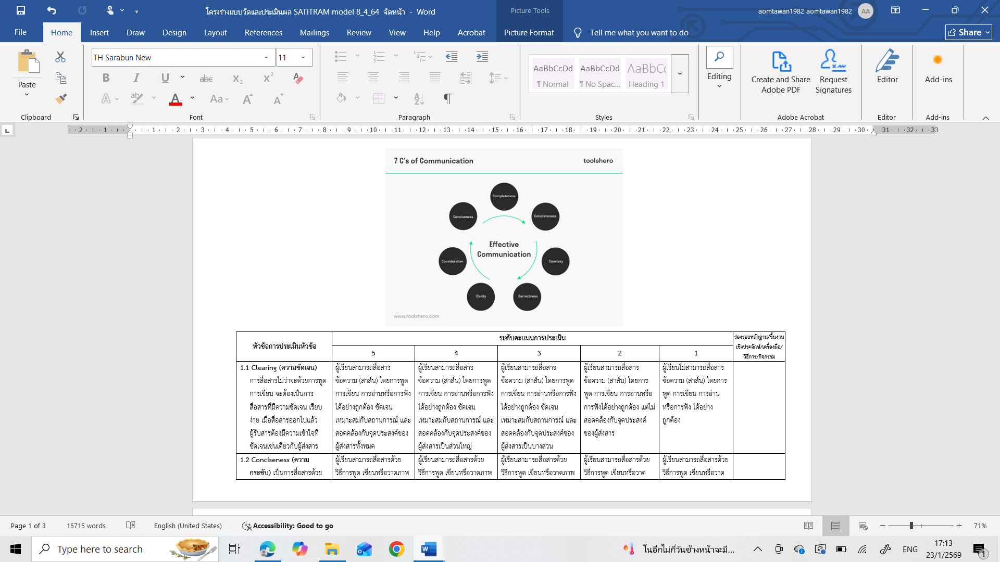 โครงร่างแบบวัดและประเมินผล SATITRAM model 8_4_64 จัดหน้า - Word
Picture Tools
aomtawan1982 aomtawan1982
AA
File
Home
Insert
Draw
Design
Layout
References
Mailings
Review
View
Help
Acrobat
Picture Format
Tell me what you want to do
Share
Paste
TH Sarabun New
11
AaBbCcDd
AaBbCcDd
AaBbCc
¶ Normal
¶ No Spac...
Heading 1
Editing
Create and Share
Adobe PDF
Request
Signatures
Editor
Add-ins
Clipboard
Font
Paragraph
Styles
Adobe Acrobat
Editor
Add-ins
2 1 1 2 3 4 5 6 7 8 9 10 11 12 13 14 15 16 17 18 19 20 21 22 23 24 25 26 27 28 29 30 31 32 33
7 C's of Communication
toolshero
Completeness
Conciseness
Concreteness
Effective
Communication
Consideration
Courtesy
Clarity
Correctness
www.toolshero.com
หัวข้อการประเมินหัวข้อ
ระดับคะแนนการประเมิน
ร่องรอยหลักฐาน/ชิ้นงาน
เชิงประจักษ์/เครื่องมือ/
วิธีการ/กิจกรรม
5
4
3
2
1
1.1 Clearing (ความชัดเจน)
การสื่อสารไม่ว่าจะด้วยการพูด
การเขียน จะต้องเป็นการ
สื่อสารที่มีความชัดเจน เรียบ
ง่าย เมื่อสื่อสารออกไปแล้ว
ผู้รับสารต้องมีความเข้าใจที่
ชัดเจนเช่นเดียวกับผู้ส่งสาร
ผู้เรียนสามารถสื่อสาร
ข้อความ (สาส์น) โดยการพูด
การเขียน การอ่านหรือการฟัง
ได้อย่างถูกต้อง ชัดเจน
เหมาะสมกับสถานการณ์ และ
สอดคล้องกับจุดประสงค์ของ
ผู้ส่งสารทั้งหมด
ผู้เรียนสามารถสื่อสาร
ข้อความ (สาส์น) โดยการพูด
การเขียน การอ่านหรือการฟัง
ได้อย่างถูกต้อง ชัดเจน
เหมาะสมกับสถานการณ์ และ
สอดคล้องกับจุดประสงค์ของ
ผู้ส่งสารเป็นส่วนใหญ่
ผู้เรียนสามารถสื่อสาร
ข้อความ (สาส์น) โดยการพูด
การเขียน การอ่านหรือการฟัง
ได้อย่างถูกต้อง ชัดเจน
เหมาะสมกับสถานการณ์ และ
สอดคล้องกับจุดประสงค์ของ
ผู้ส่งสารเป็นบางส่วน
ผู้เรียนสามารถสื่อสาร
ข้อความ (สาส์น) โดยการ
พูด การเขียน การอ่านหรือ
การฟังได้อย่างถูกต้อง แต่ไม่
สอดคล้องกับจุดประสงค์
ของผู้ส่งสาร
ผู้เรียนไม่สามารถสื่อสาร
ข้อความ (สาส์น) โดยการ
พูด การเขียน การอ่าน
หรือการฟัง ได้อย่าง
ถูกต้อง
1.2 Conciseness (ความ
กระชับ) เป็นการสื่อสารด้วย
ผู้เรียนสามารถสื่อสารด้วย
วิธีการพูด เขียนหรือวาดภาพ
ผู้เรียนสามารถสื่อสารด้วย
วิธีการพูด เขียนหรือวาดภาพ
ผู้เรียนสามารถสื่อสารด้วย
วิธีการพูด เขียนหรือวาดภาพ
ผู้เรียนสามารถสื่อสารด้วย
วิธีการพูด เขียนหรือวาด
ผู้เรียนสามารถสื่อสารด้วย
วิธีการพูด เขียนหรือวาด
Page 1 of 3
15715 words
English (United States)
Accessibility: Good to go
71%
Type here to search
ในอีกไม่กี่วันข้างหน้าจะมี...
ENG
17:13
23/1/2569
1